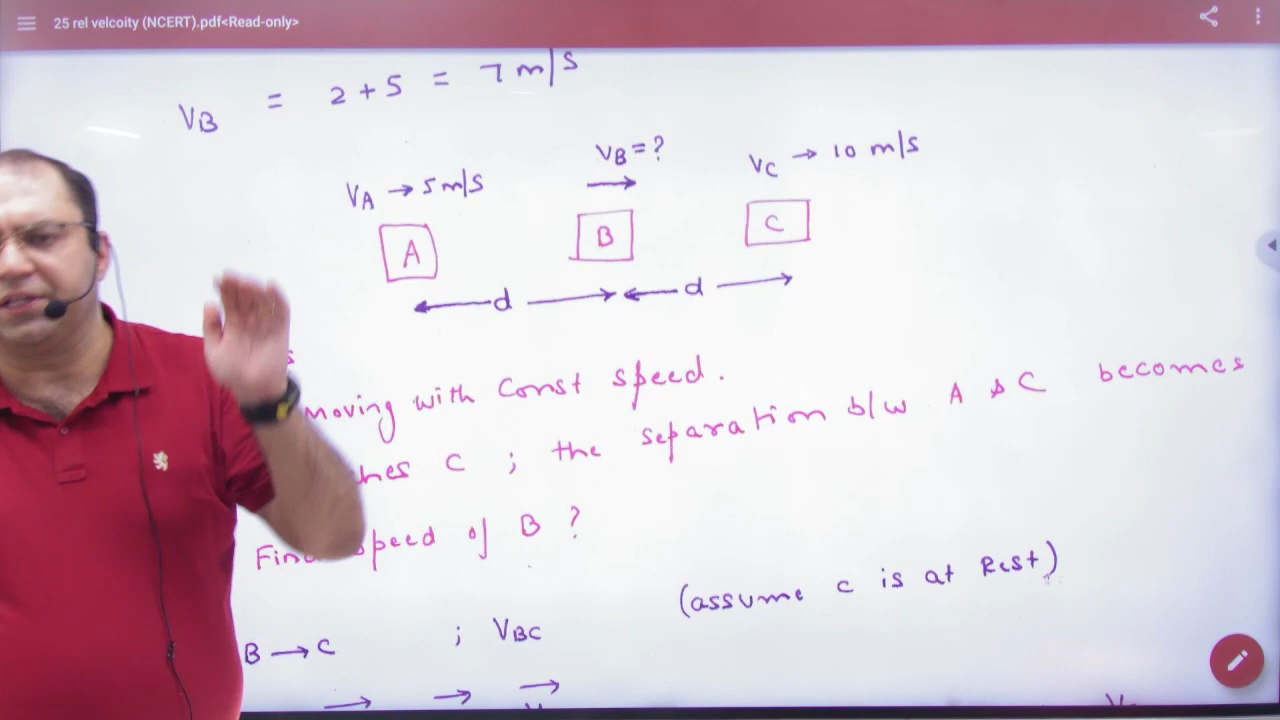 25 rel velcoity (NCERT).pdf<Read-only>
VB = 2 + 5 = 7 m/s
VA → 5 m/s VB = ? VC → 10 m/s
A B C
d d
moving with Const speed.
C ; the separation b/w A & C becomes
speed of B ?
(assume C is at Rest)
B → C ; VBC